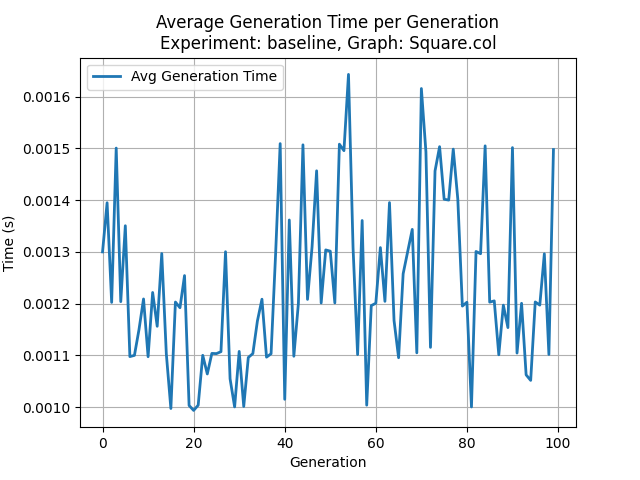 Average Generation Time per Generation
Experiment: baseline, Graph: Square.col
Avg Generation Time
Time (s)
0.0016
0.0015
0.0014
0.0013
0.0012
0.0011
0.0010
0 20 40 60 80 100
Generation